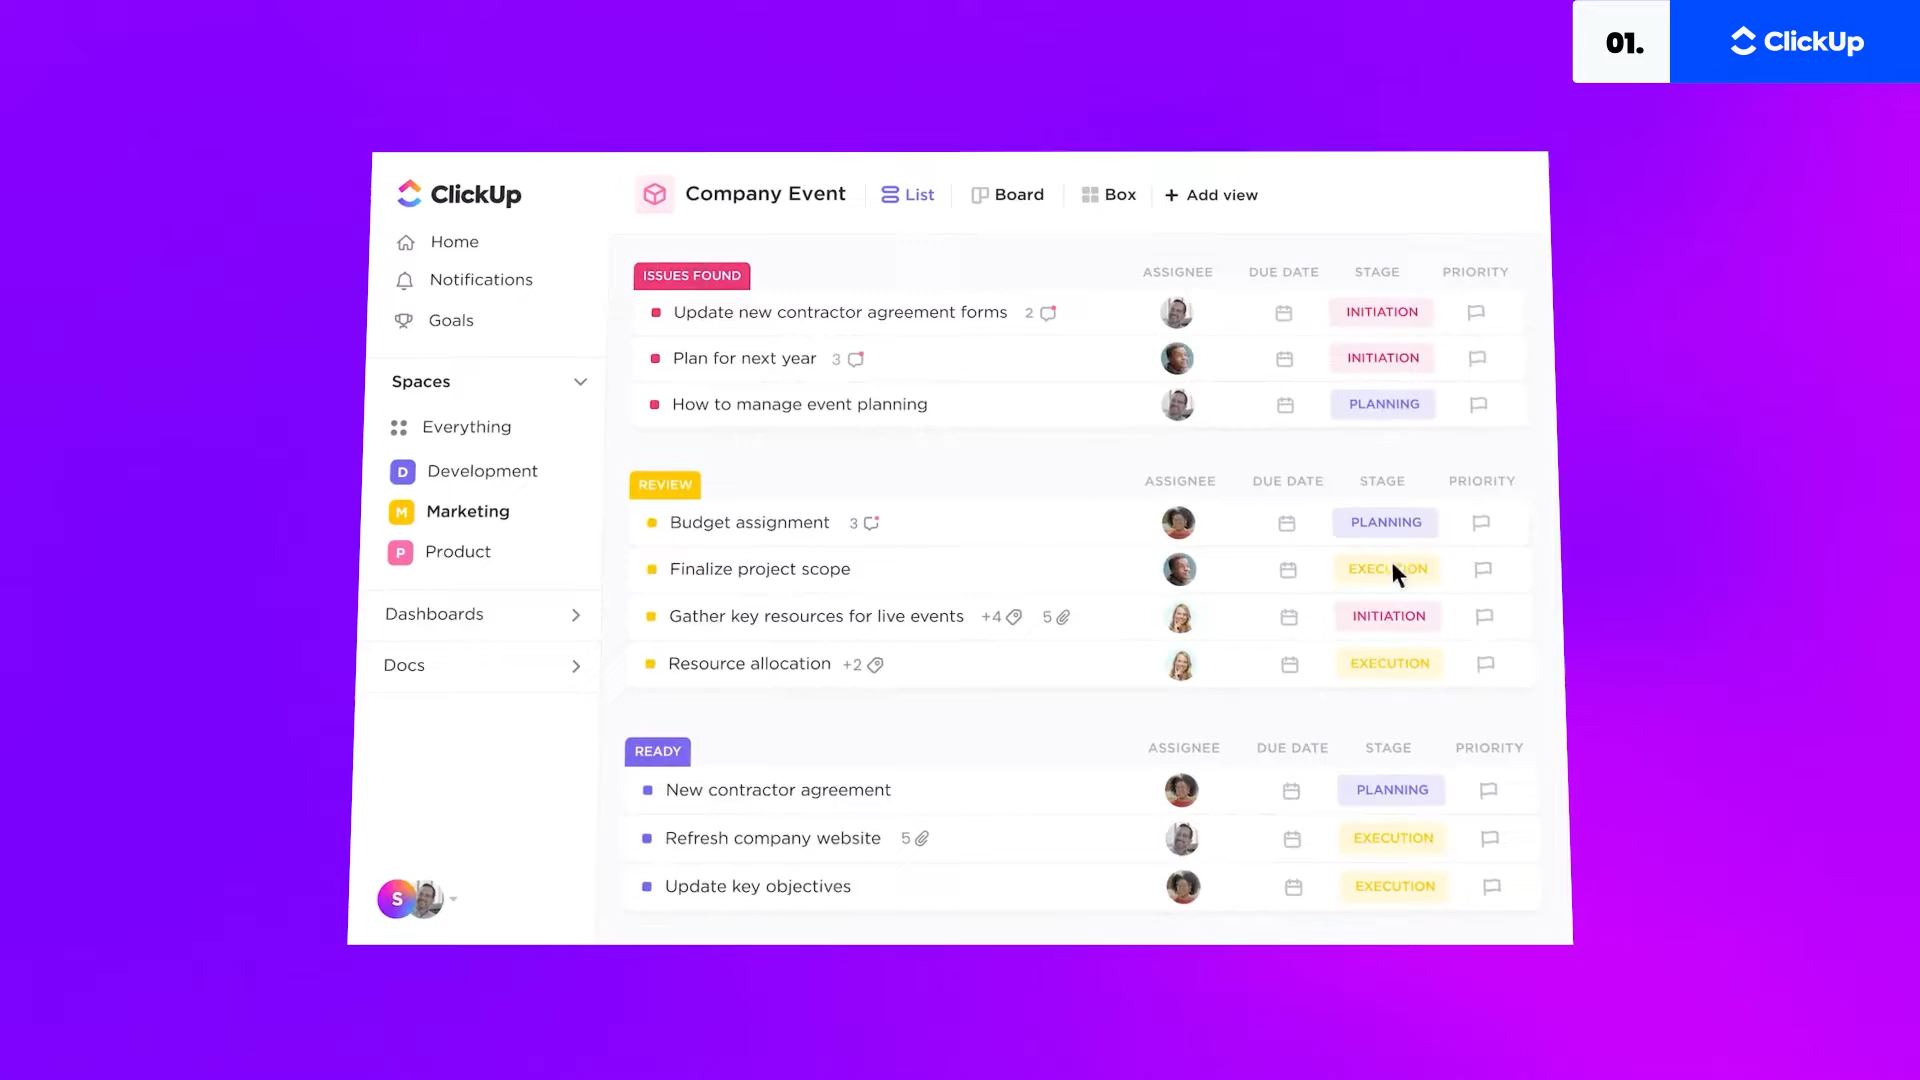 01.
ClickUp
ClickUp
Company Event
List
Board
Box
+ Add view
Home
Notifications
Goals
Spaces
Everything
D Development
M Marketing
P Product
Dashboards
Docs
S
ISSUES FOUND ASSIGNEE DUE DATE STAGE PRIORITY
Update new contractor agreement forms 2 INITIATION
Plan for next year 3 INITIATION
How to manage event planning PLANNING
REVIEW ASSIGNEE DUE DATE STAGE PRIORITY
Budget assignment 3 PLANNING
Finalize project scope EXECUTION
Gather key resources for live events +4 5 INITIATION
Resource allocation +2 EXECUTION
READY ASSIGNEE DUE DATE STAGE PRIORITY
New contractor agreement PLANNING
Refresh company website 5 EXECUTION
Update key objectives EXECUTION